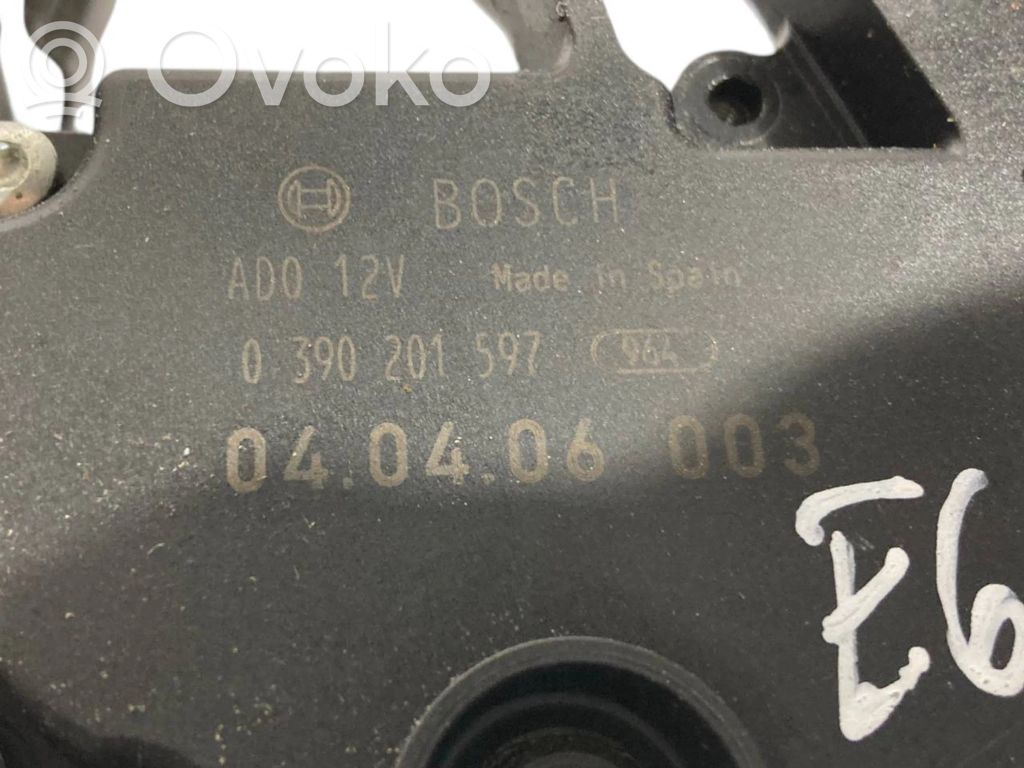 Ovoko
BOSCH
ADO 12V Made in Spain
0 390 201 597 964
04.04.06 003
E6